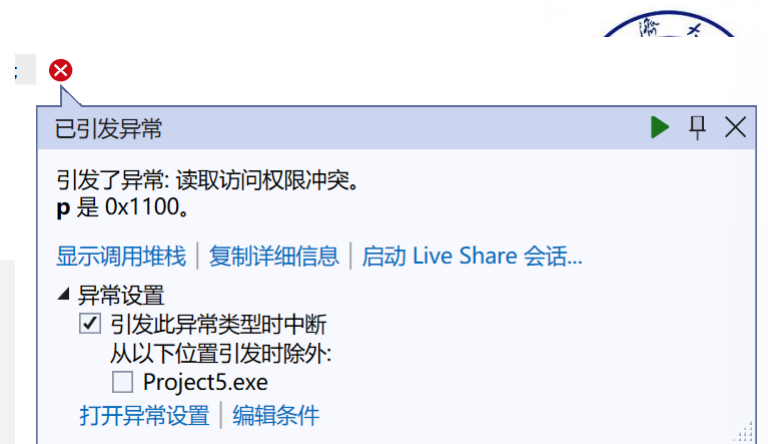 ;
已引发异常
引发了异常: 读取访问权限冲突。
p 是 0x1100。
显示调用堆栈 | 复制详细信息 | 启动 Live Share 会话...
异常设置
引发此异常类型时中断
从以下位置引发时除外:
Project5.exe
打开异常设置 | 编辑条件